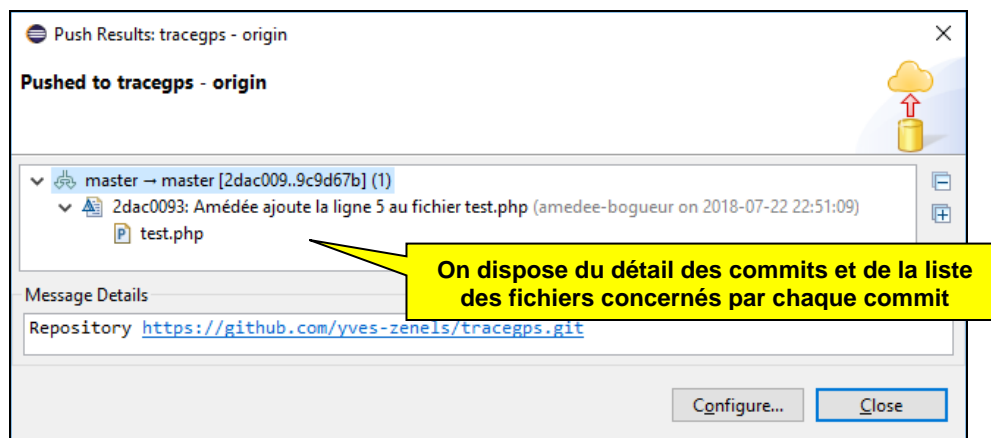 Push Results: tracegps - origin
Pushed to tracegps - origin
master → master [2dac009..9c9d67b] (1)
2dac0093: Amédée ajoute la ligne 5 au fichier test.php (amedee-bogueur on 2018-07-22 22:51:09)
test.php
On dispose du détail des commits et de la liste
des fichiers concernés par chaque commit
Message Details
Repository https://github.com/yves-zenels/tracegps.git
Configure...
Close